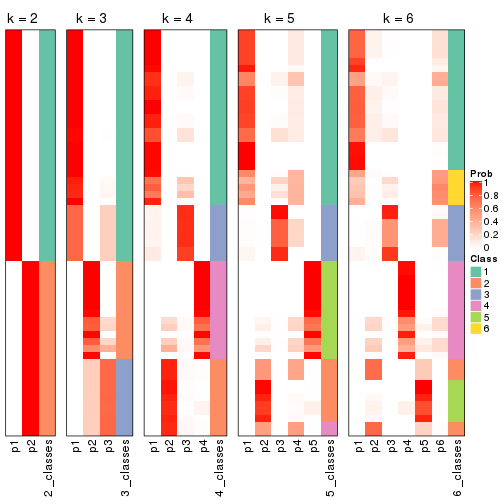 k = 2
k = 3
k = 4
k = 5
k = 6
Prob
1
0.8
0.6
0.4
0.2
0
Class
1
2
3
4
5
6
p1
p2
2_classes
p1
p2
p3
3_classes
p1
p2
p3
p4
4_classes
p1
p2
p3
p4
p5
5_classes
p1
p2
p3
p4
p5
p6
6_classes